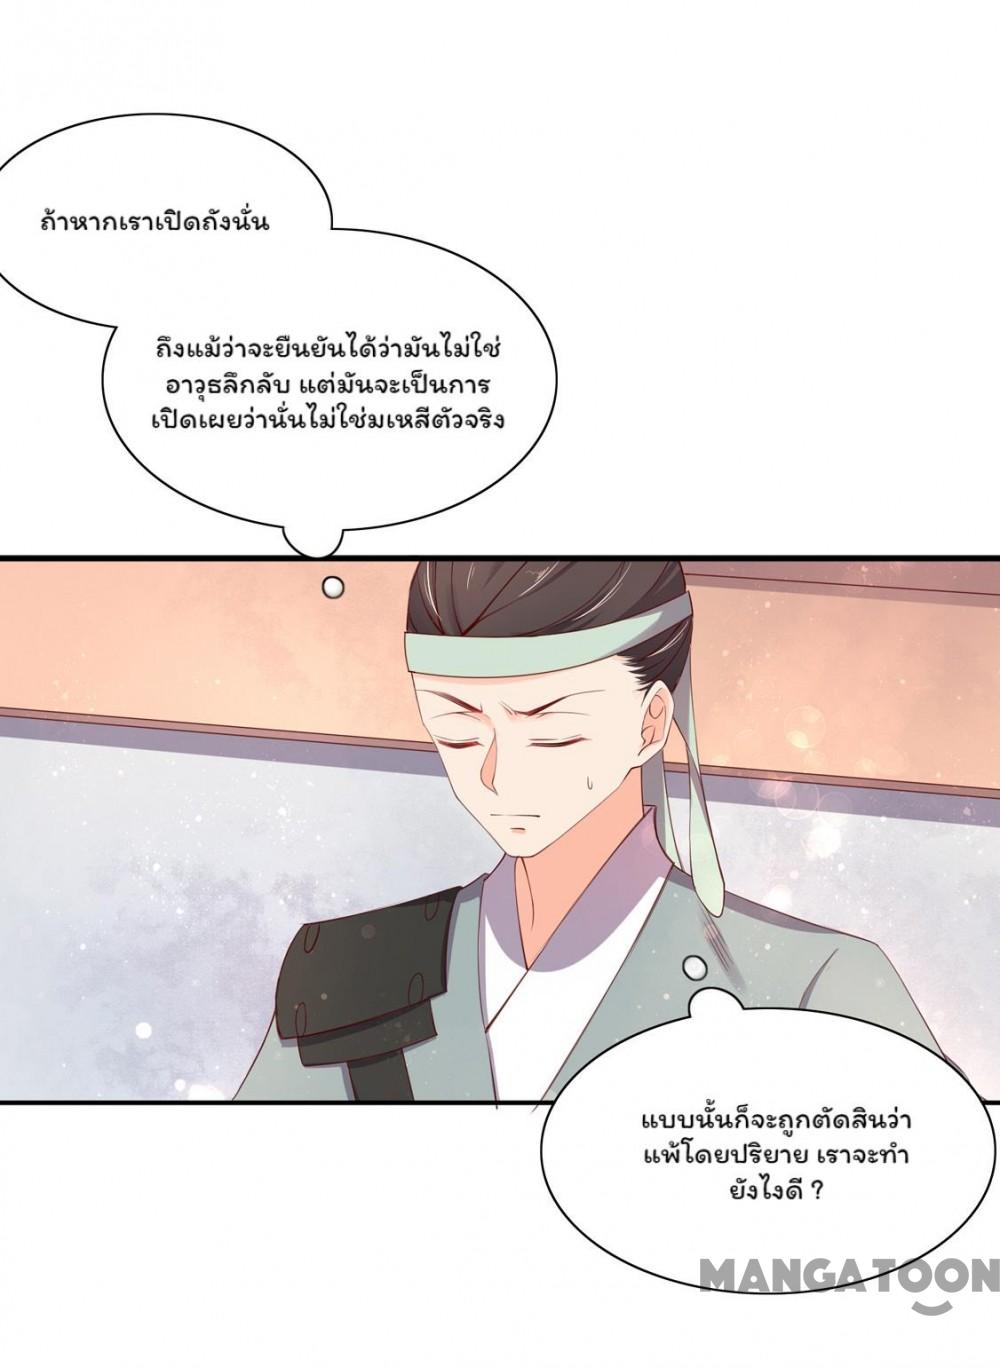 ถ้าหากเราเปิดถังนั่น
ถึงแม้ว่าจะยืนยันได้ว่ามันไม่ใช่
อาวุธลึกลับ แต่มันจะเป็นการ
เปิดเผยว่านั่นไม่ใช่มเหสีตัวจริง
แบบนั้นก็จะถูกตัดสินว่า
แพ้โดยปริยาย เราจะทำ
ยังไงดี ?
MANGATOON